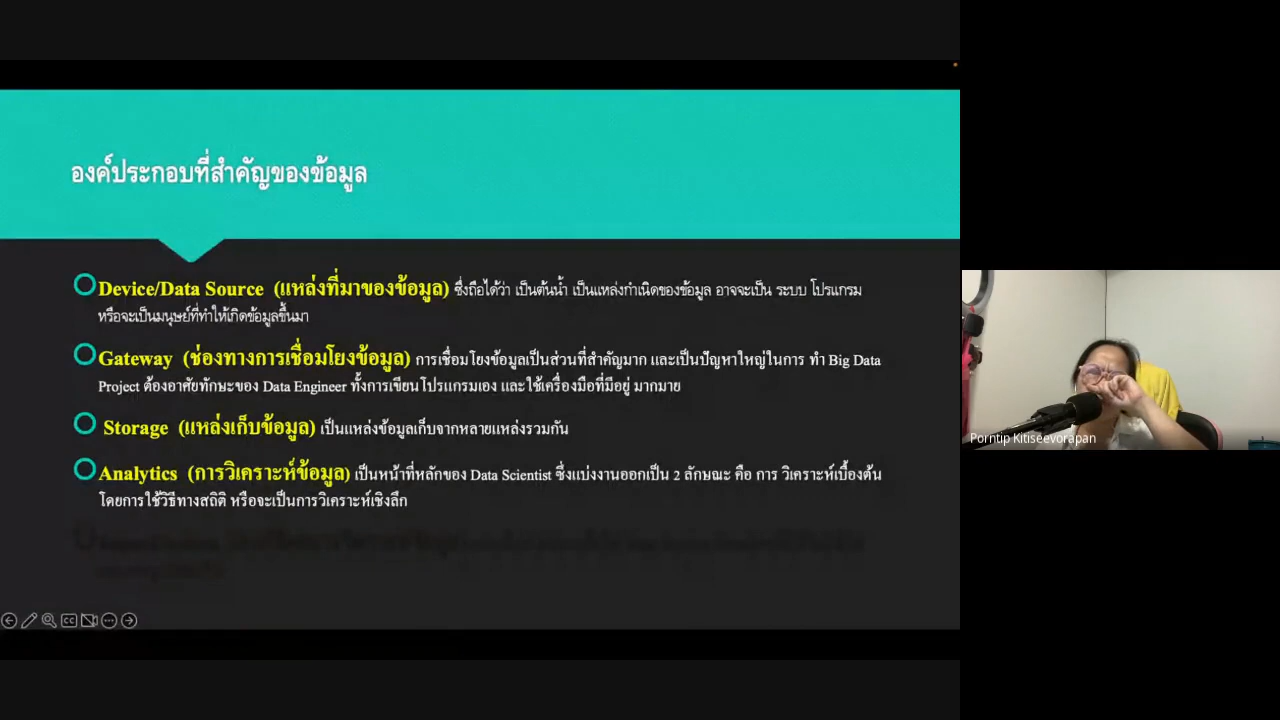 องค์ประกอบที่สำคัญของข้อมูล
Device/Data Source (แหล่งที่มาของข้อมูล) ซึ่งถือได้ว่า เป็นต้นน้ำ เป็นแหล่งกำเนิดของข้อมูล อาจจะเป็น ระบบ โปรแกรม
หรือจะเป็นมนุษย์ที่ทำให้เกิดข้อมูลขึ้นมา
Gateway (ช่องทางการเชื่อมโยงข้อมูล) การเชื่อมโยงข้อมูลเป็นส่วนที่สำคัญมาก และเป็นปัญหาใหญ่ในการ ทำ Big Data
Project ต้องอาศัยทักษะของ Data Engineer ทั้งการเขียนโปรแกรมเอง และใช้เครื่องมือที่มีอยู่ มากมาย
Storage (แหล่งเก็บข้อมูล) เป็นแหล่งข้อมูลเก็บจากหลายแหล่งรวมกัน
Analytics (การวิเคราะห์ข้อมูล) เป็นหน้าที่หลักของ Data Scientist ซึ่งแบ่งงานออกเป็น 2 ลักษณะ คือ การ วิเคราะห์เบื้องต้น
โดยการใช้วิธีทางสถิติ หรือจะเป็นการวิเคราะห์เชิงลึก
Porntip Kitiseevorapan